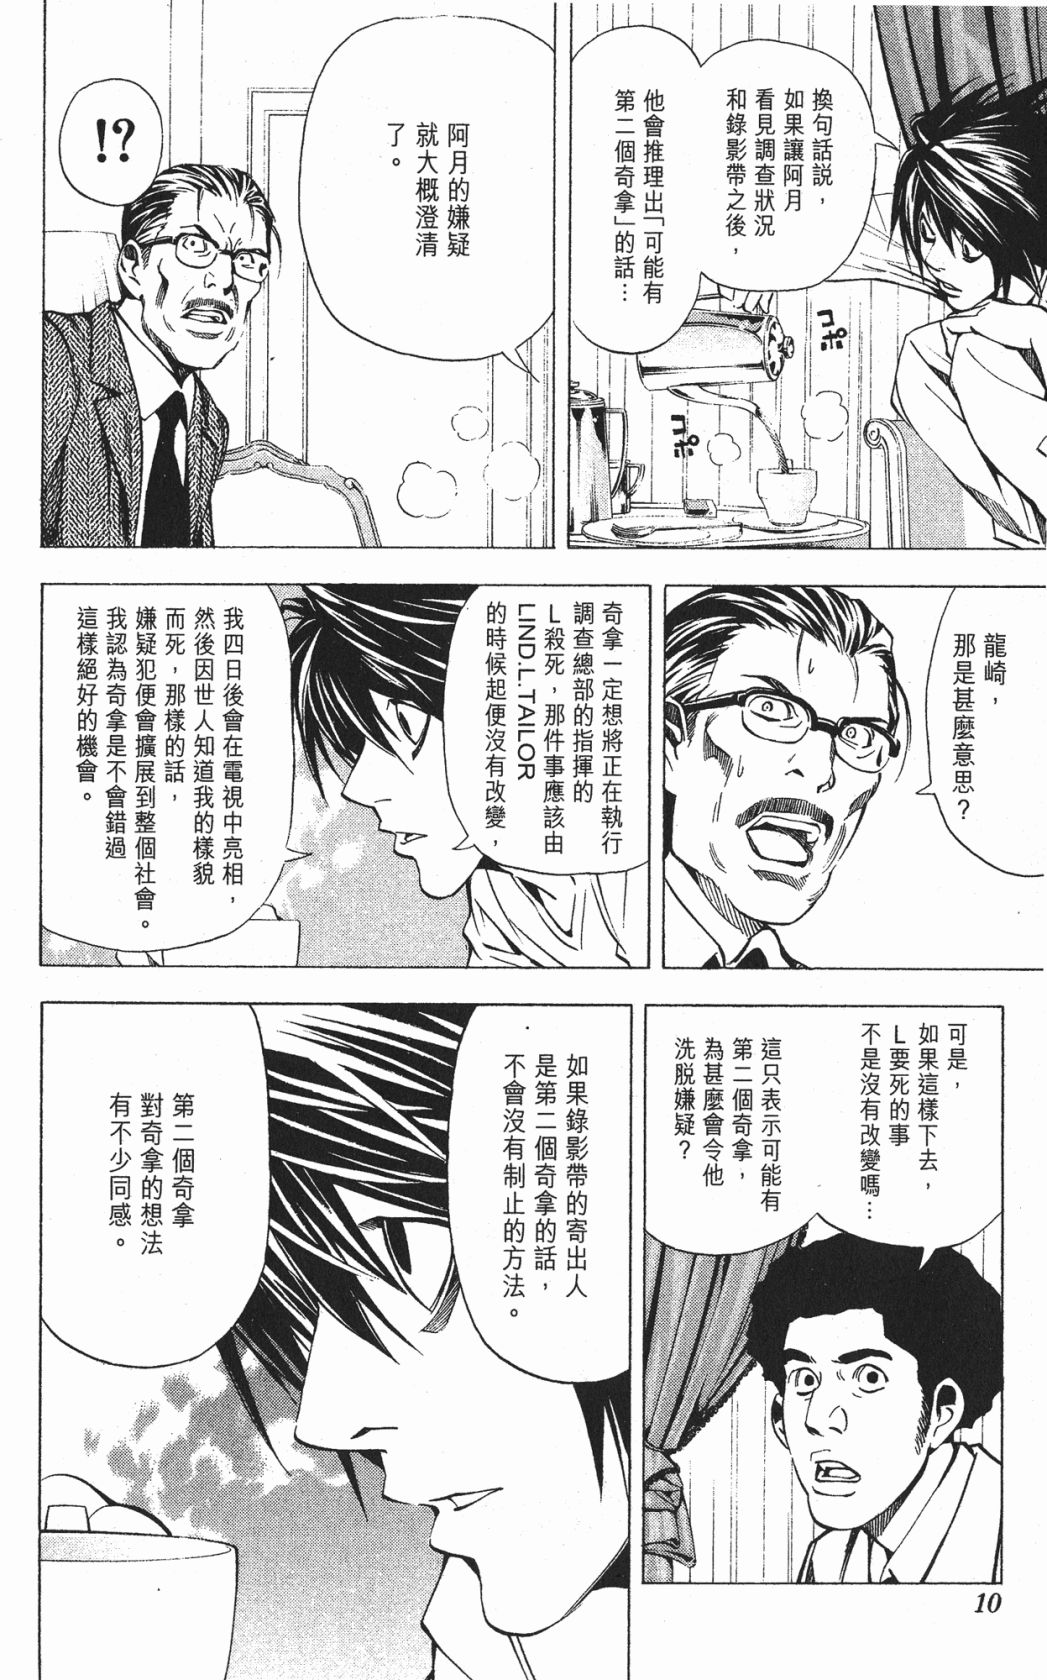 換句話說，
如果讓阿月
看見調查狀況
和錄影帶之後，
他會推理出「可能有
第二個奇拿」的話…
コポ
コポ
阿月的嫌疑
就大概澄清
了。
!?
龍崎，
那是甚麼意思？
奇拿一定想將正在執行
調查總部的指揮的
L殺死，那件事應該由
LIND.L.TAILOR
的時候起便沒有改變，
我四日後會在電視中亮相，
然後因世人知道我的樣貌
而死，那樣的話，
嫌疑犯便會擴展到整個社會。
我認為奇拿是不會錯過
這樣絕好的機會。
可是，
如果這樣下去，
L要死的事
不是沒有改變嗎…
這只表示可能有
第二個奇拿，
為甚麼會令他
洗脫嫌疑？
如果錄影帶的寄出人
是第二個奇拿的話，
不會沒有制止的方法。
第二個奇拿
對奇拿的想法
有不少同感。
10